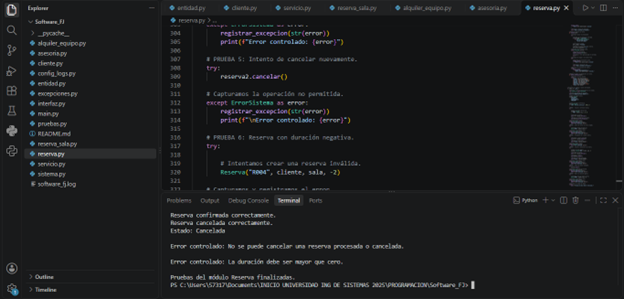 Explorer
Software_FJ
__pycache__
alquiler_equipo.py
asesoria.py
cliente.py
config_logs.py
entidad.py
excepciones.py
interfaz.py
main.py
pruebas.py
README.md
reserva_sala.py
reserva.py
servicio.py
sistema.py
software_fj.log
Outline
Timeline
entidad.py
cliente.py
servicio.py
reserva_sala.py
alquiler_equipo.py
asesoria.py
reserva.py
reserva.py > ...
304 registrar_excepcion(str(error))
305 print(f"Error controlado: {error}")
306
307 # PRUEBA 5: Intento de cancelar nuevamente.
308 try:
309 reserva2.cancelar()
310
311 # Capturamos la operación no permitida.
312 except ErrorSistema as error:
313 registrar_excepcion(str(error))
314 print(f"\nError controlado: {error}")
315
316 # PRUEBA 6: Reserva con duración negativa.
317 try:
318
319 # Intentamos crear una reserva inválida.
320 Reserva("R004", cliente, sala, -2)
321
Problems Output Debug Console Terminal Ports
Python
Reserva confirmada correctamente.
Reserva cancelada correctamente.
Estado: Cancelada
Error controlado: No se puede cancelar una reserva procesada o cancelada.
Error controlado: La duración debe ser mayor que cero.
Pruebas del módulo Reserva finalizadas.
PS C:\Users\57317\Documents\INICIO UNIVERSIDAD ING DE SISTEMAS 2025\PROGRAMACION\Software_FJ>